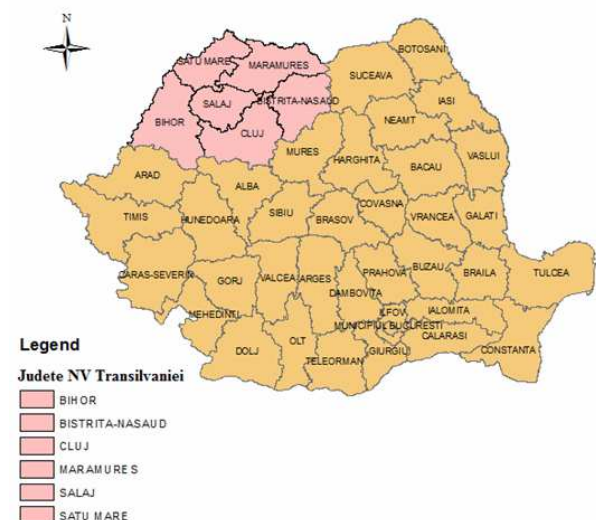 N
BOTOSANI
SATU MARE
MARAMURES
SUCEAVA
SALAJ
BISTRITA-NASAUD
IASI
BIHOR
NEAMT
CLUJ
MURES
HARGHITA
BACAU
VASLUI
ARAD
ALBA
COVASNA
TIMIS
HUNEDOARA
SIBIU
BRASOV
VRANCEA
GALATI
CARAS-SEVERIN
GORJ
VALCEA
ARGES
PRAHOVA
BUZAU
BRAILA
TULCEA
DAMBOVITA
MEHEDINTI
ILFOV
IALOMITA
MUNICIPIUL BUCURESTI
CALARASI
OLT
DOLJ
TELEORMAN
GIURGIU
CONSTANTA
Legend
Judete NV Transilvaniei
BIHOR
BISTRITA-NASAUD
CLUJ
MARAMURES
SALAJ
SATU MARE